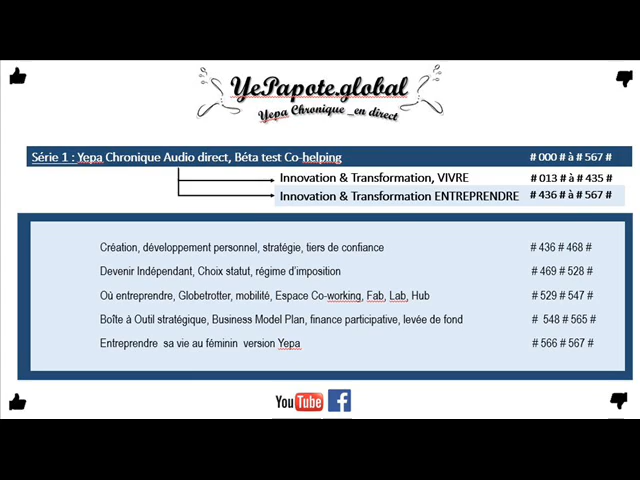 YePapote.global
Yepa Chronique _en direct
Série 1 : Yepa Chronique Audio direct, Béta test Co-helping # 000 # à # 567 #
Innovation & Transformation, VIVRE # 013 # à # 435 #
Innovation & Transformation ENTREPRENDRE # 436 # à # 567 #
Création, développement personnel, stratégie, tiers de confiance # 436 # 468 #
Devenir Indépendant, Choix statut, régime d'imposition # 469 # 528 #
Où entreprendre, Globetrotter, mobilité, Espace Co-working, Fab, Lab, Hub # 529 # 547 #
Boîte à Outil stratégique, Business Model Plan, finance participative, levée de fond # 548 # 565 #
Entreprendre sa vie au féminin version Yepa # 566 # 567 #
YouTube f